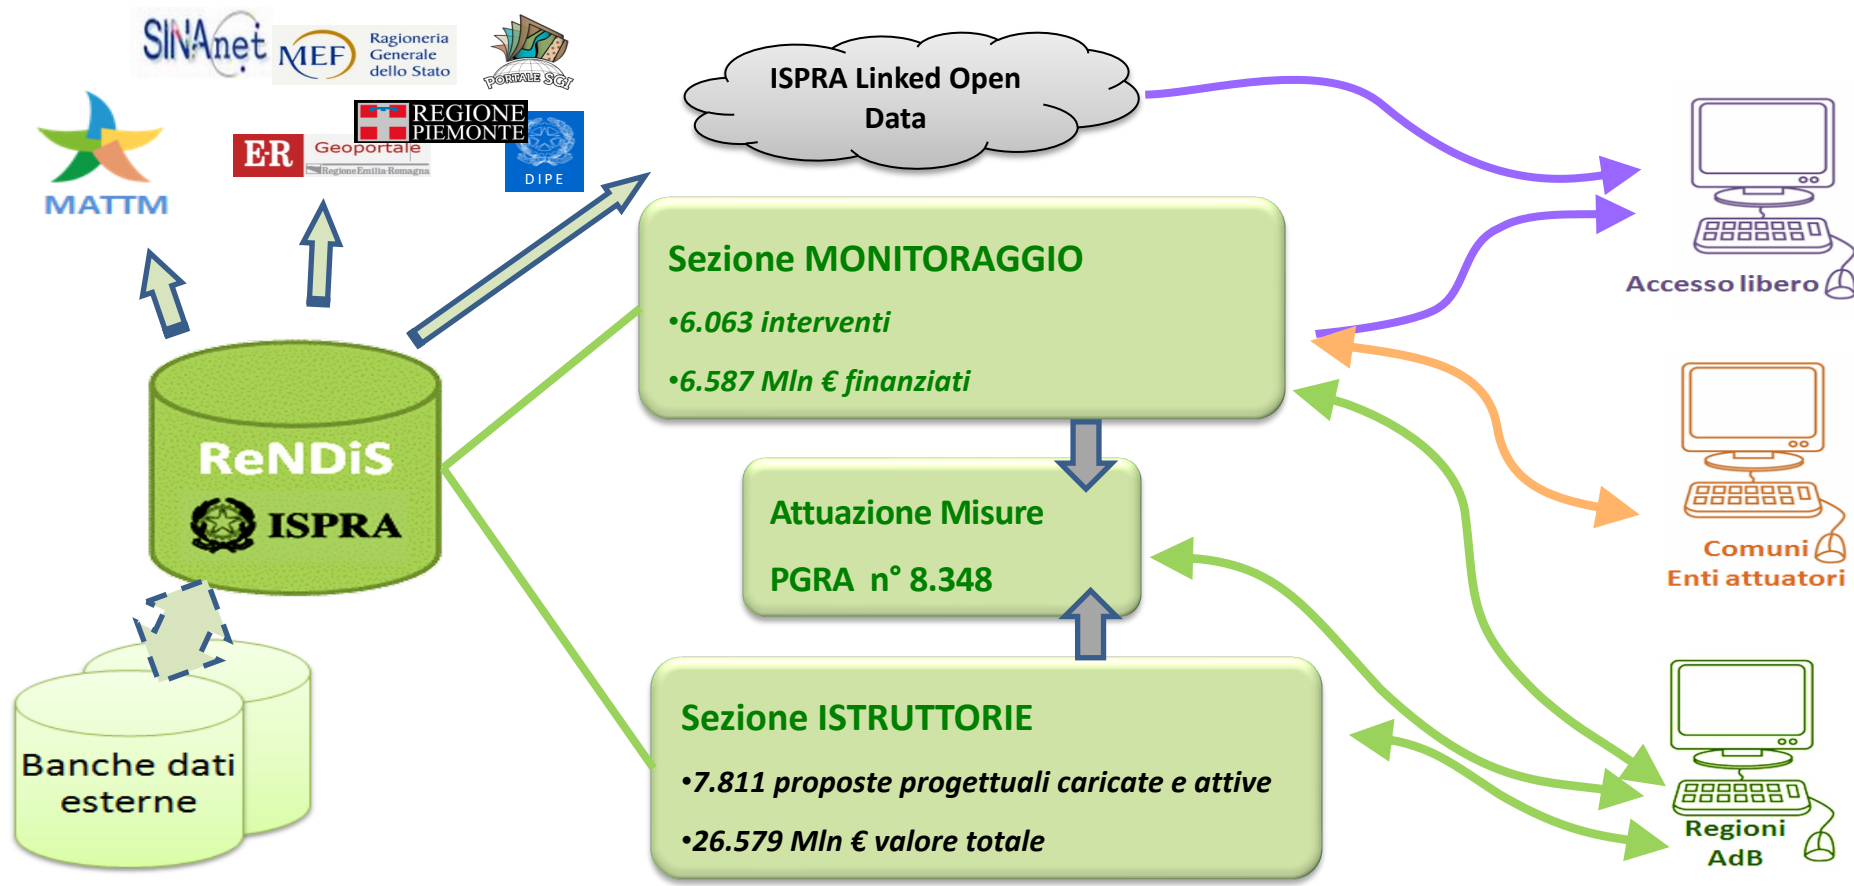 SINAnet
MEF
Ragioneria
Generale
dello Stato
PORTALE SGI
MATTM
E-R
Geoportale
RegioneEmilia-Romagna
REGIONE
PIEMONTE
DIPE
ISPRA Linked Open
Data
Accesso libero
Sezione MONITORAGGIO
•6.063 interventi
•6.587 Mln € finanziati
ReNDiS
ISPRA
Attuazione Misure
PGRA n° 8.348
Comuni
Enti attuatori
Sezione ISTRUTTORIE
•7.811 proposte progettuali caricate e attive
•26.579 Mln € valore totale
Banche dati
esterne
Regioni
AdB